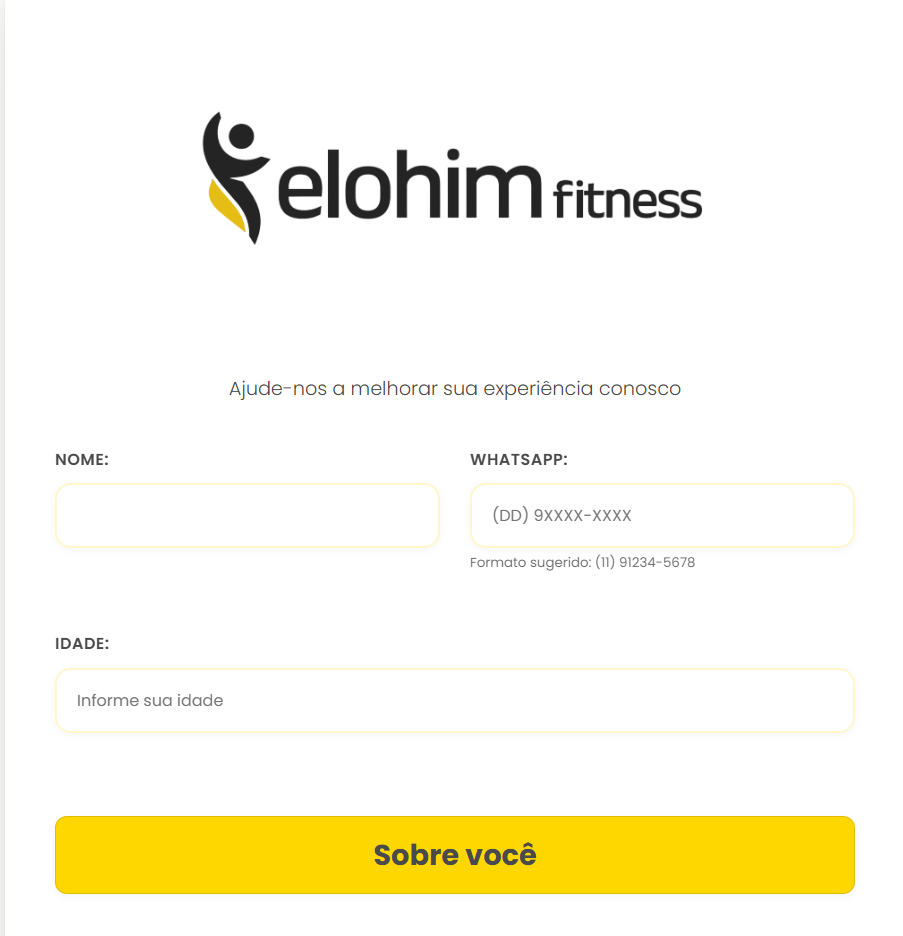 elohim fitness
Ajude-nos a melhorar sua experiência conosco
NOME:
WHATSAPP:
(DD) 9XXXX-XXXX
Formato sugerido: (11) 91234-5678
IDADE:
Informe sua idade
Sobre você